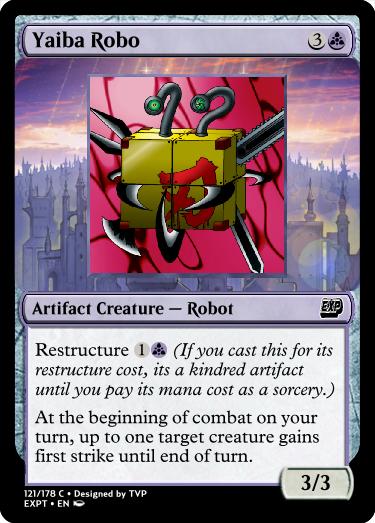 Yaiba Robo 3
Artifact Creature — Robot EXP
Restructure 1 (If you cast this for its
restructure cost, its a kindred artifact
until you pay its mana cost as a sorcery.)
At the beginning of combat on your
turn, up to one target creature gains
first strike until end of turn.
3/3
121/178 C • Designed by TVP
EXPT • EN